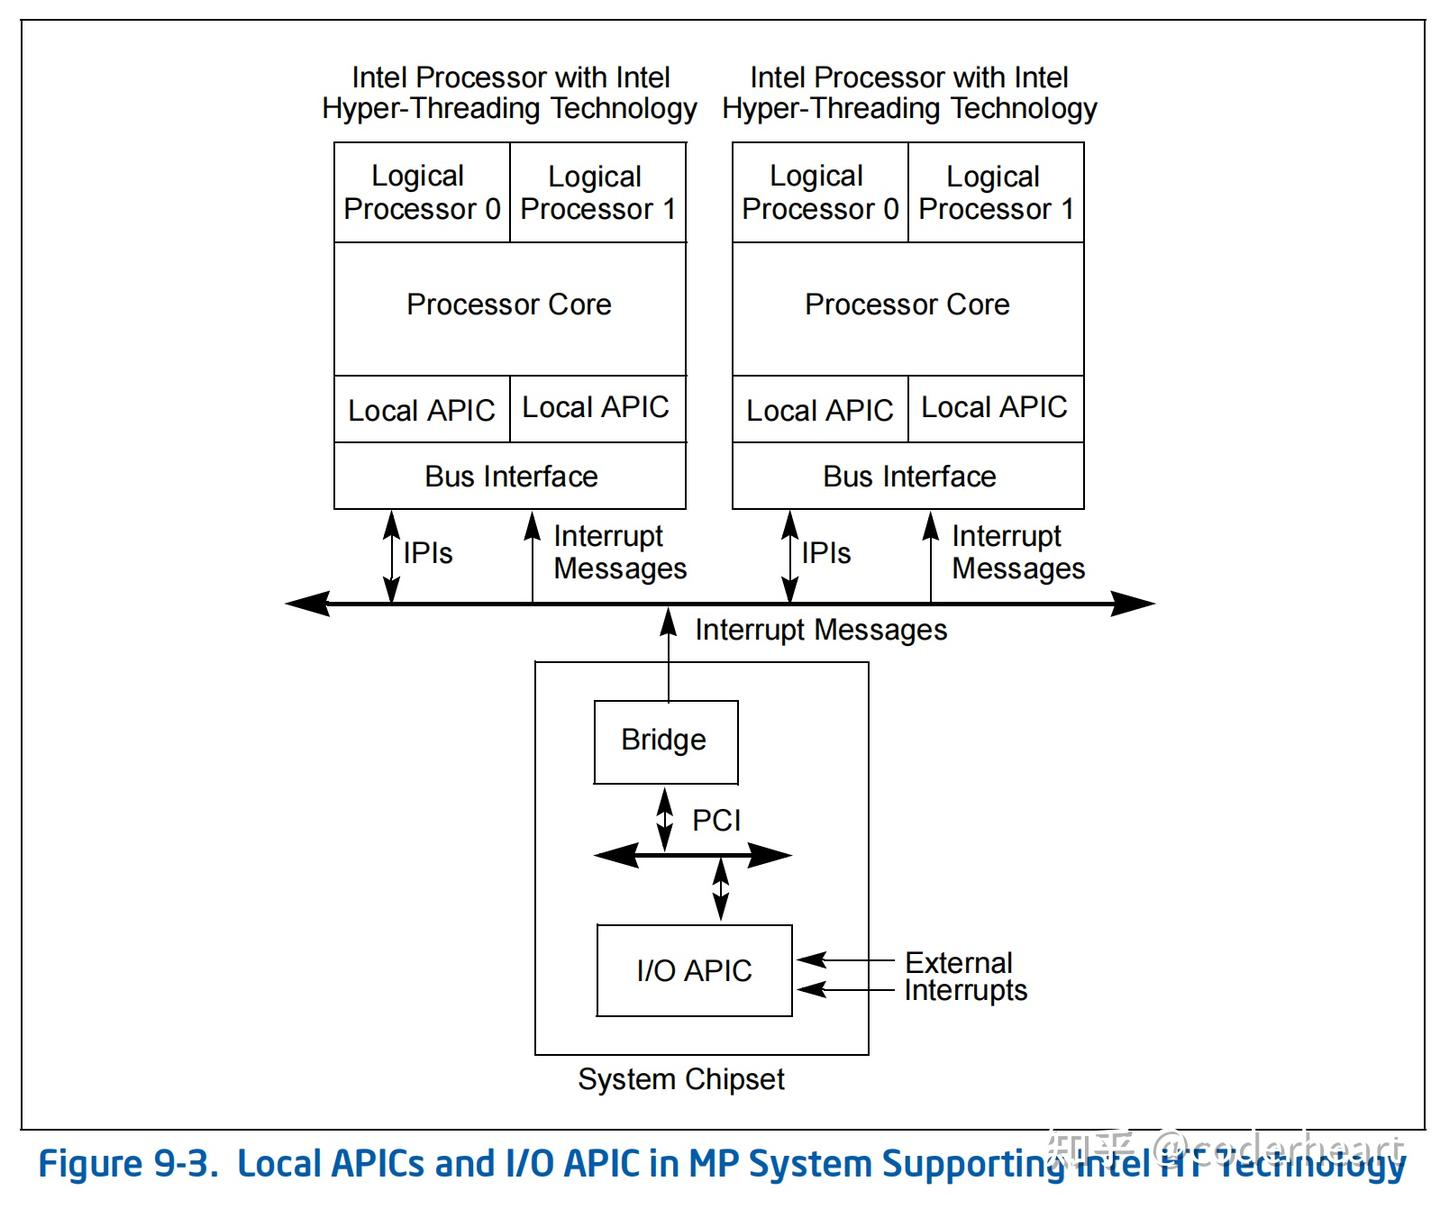 Intel Processor with Intel
Hyper-Threading Technology
Intel Processor with Intel
Hyper-Threading Technology
Logical
Processor 0
Logical
Processor 1
Logical
Processor 0
Logical
Processor 1
Processor Core
Processor Core
Local APIC
Local APIC
Local APIC
Local APIC
Bus Interface
Bus Interface
IPIs
Interrupt
Messages
IPIs
Interrupt
Messages
Interrupt Messages
Bridge
PCI
I/O APIC
External
Interrupts
System Chipset
Figure 9-3. Local APICs and I/O APIC in MP System Supporting Intel HT Technology
知乎 @coderheart